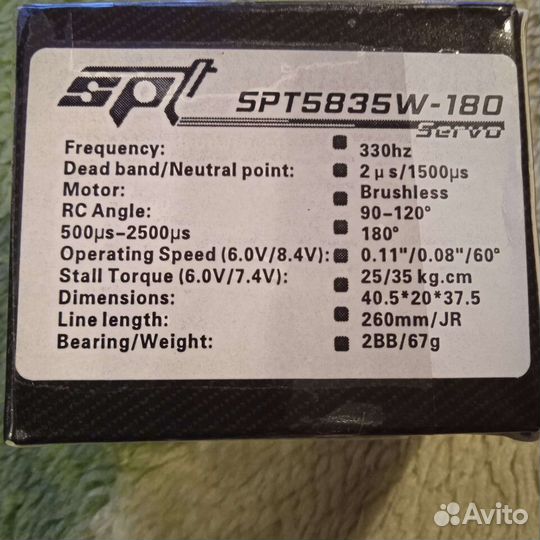 spt
SPT5835W-180
Servo
Frequency: 330hz
Dead band/Neutral point: 2μs/1500μs
Motor: Brushless
RC Angle: 90-120°
500μs-2500μs 180°
Operating Speed (6.0V/8.4V): 0.11"/0.08"/60°
Stall Torque (6.0V/7.4V): 25/35 kg.cm
Dimensions: 40.5*20*37.5
Line length: 260mm/JR
Bearing/Weight: 2BB/67g
Avito